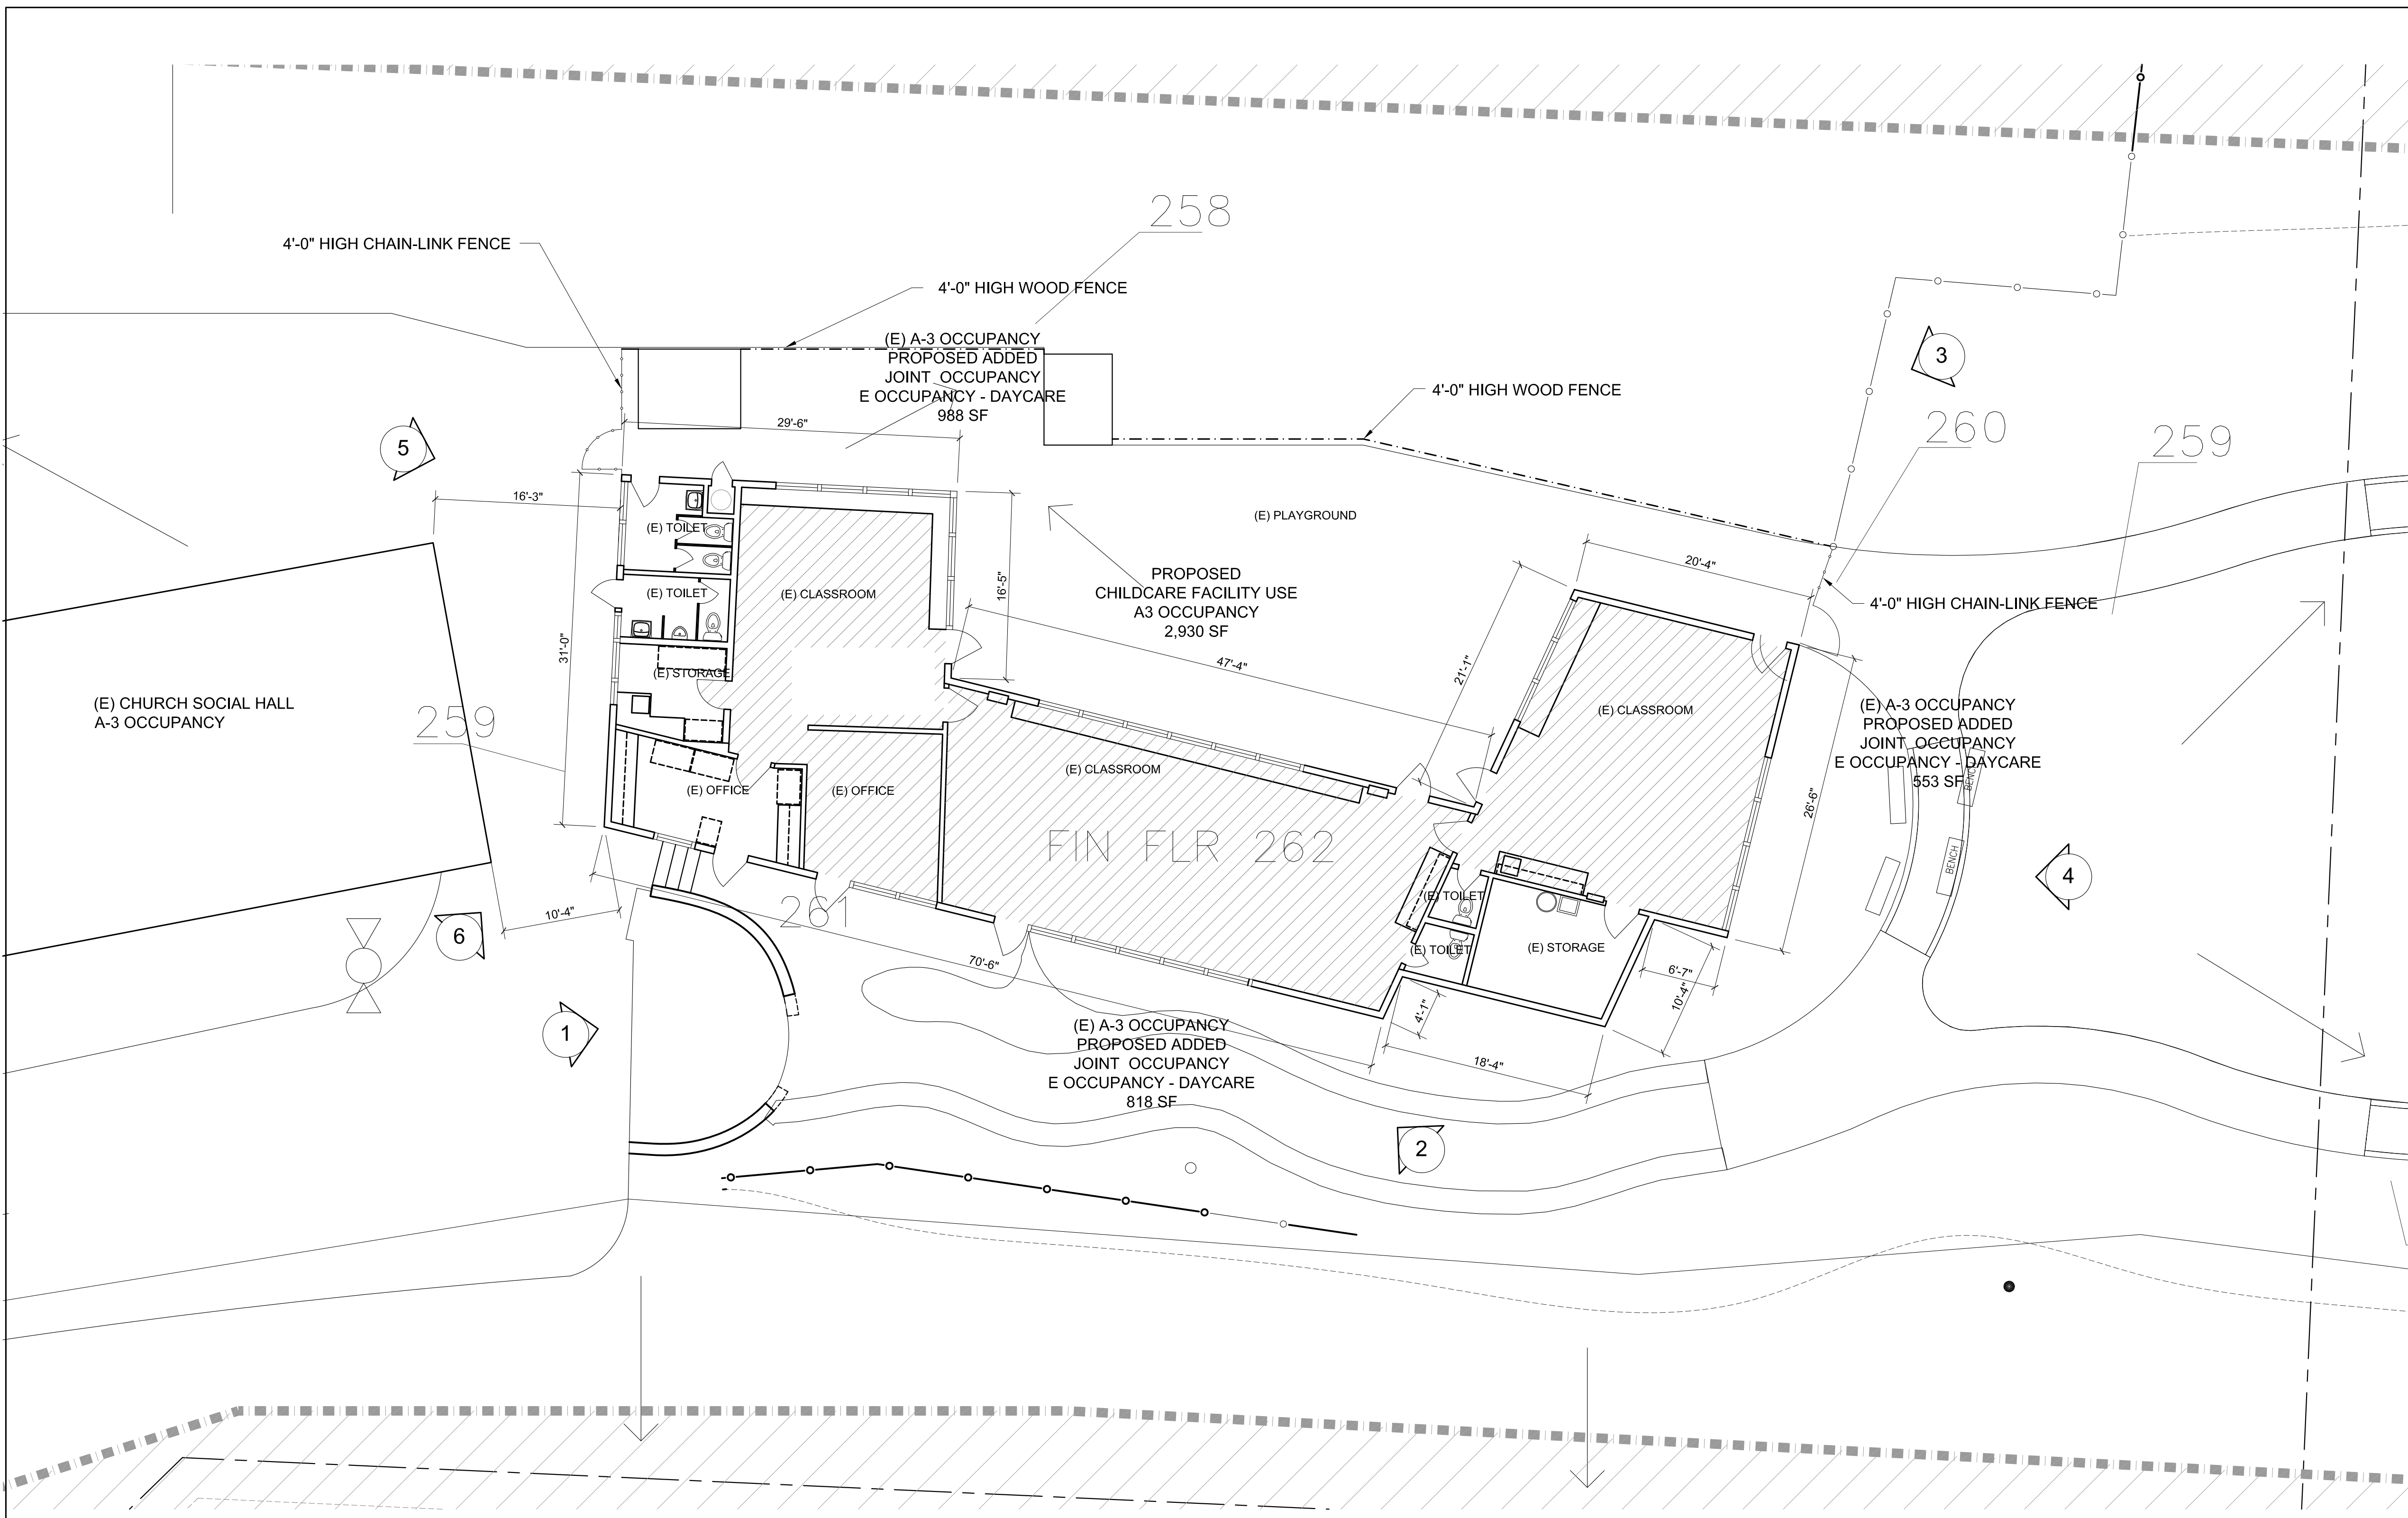 258
4'-0" HIGH CHAIN-LINK FENCE
4'-0" HIGH WOOD FENCE
(E) A-3 OCCUPANCY
PROPOSED ADDED
JOINT OCCUPANCY
E OCCUPANCY - DAYCARE
988 SF
3
4'-0" HIGH WOOD FENCE
29'-6"
260
259
5
16'-3"
(E) PLAYGROUND
(E) TOILET
20'-4"
PROPOSED
CHILDCARE FACILITY USE
A3 OCCUPANCY
2,930 SF
16'-5"
(E) TOILET
(E) CLASSROOM
4'-0" HIGH CHAIN-LINK FENCE
31'-0"
47'-4"
21'-1"
(E) STORAGE
(E) CHURCH SOCIAL HALL
A-3 OCCUPANCY
259
(E) CLASSROOM
(E) A-3 OCCUPANCY
PROPOSED ADDED
JOINT OCCUPANCY
E OCCUPANCY - DAYCARE
553 SF
BENCH
(E) CLASSROOM
(E) OFFICE
(E) OFFICE
26'-6"
FIN FLR 262
BENCH
4
(E) TOILET
261
10'-4"
6
(E) TOILET
(E) STORAGE
70'-6"
6'-7"
10'-4"
4'-1"
1
(E) A-3 OCCUPANCY
PROPOSED ADDED
JOINT OCCUPANCY
E OCCUPANCY - DAYCARE
818 SF
18'-4"
2